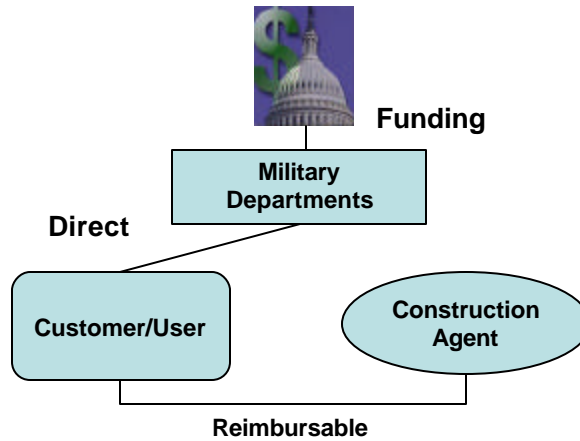 $
Funding
Military
Departments
Direct
Customer/User
Construction
Agent
Reimbursable